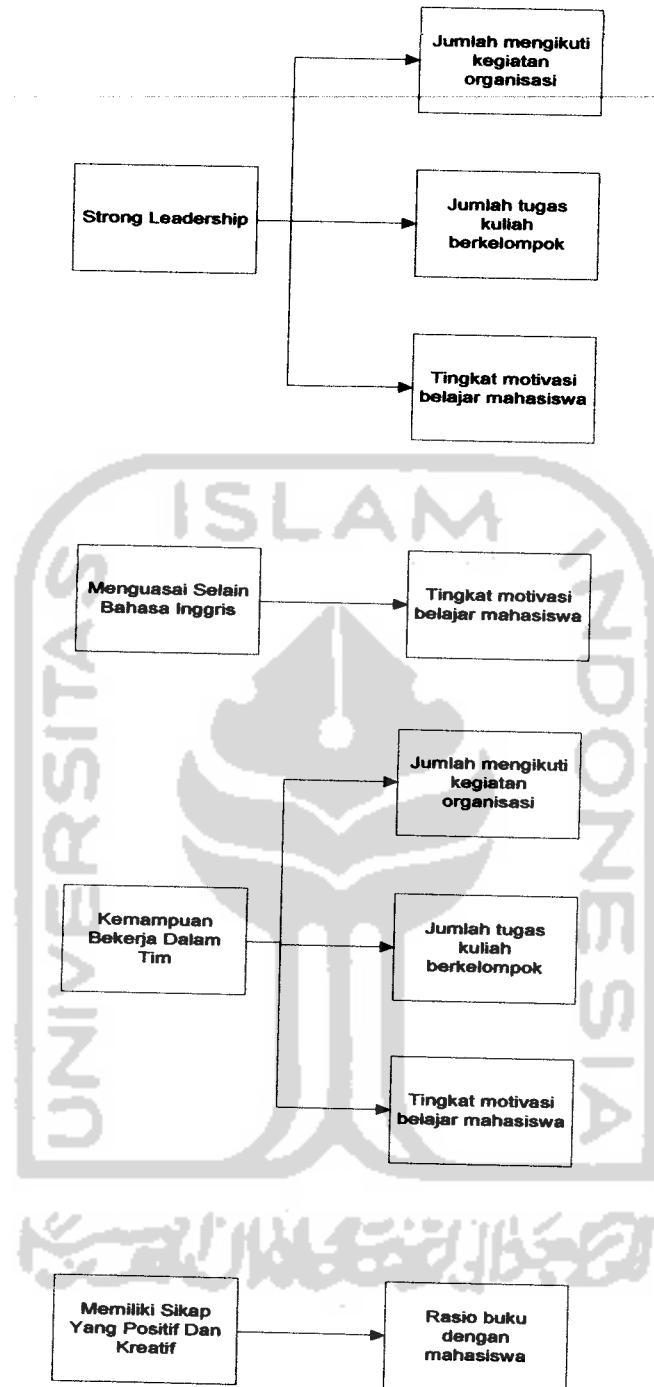 Jumlah mengikuti
kegiatan
organisasi
Strong Leadership
Jumlah tugas
kuliah
berkelompok
Tingkat motivasi
belajar mahasiswa
ISLAM
UNIVERSITAS
INDONESIA
Menguasai Selain
Bahasa Inggris
Tingkat motivasi
belajar mahasiswa
Jumlah mengikuti
kegiatan
organisasi
Kemampuan
Bekerja Dalam
Tim
Jumlah tugas
kuliah
berkelompok
Tingkat motivasi
belajar mahasiswa
Memiliki Sikap
Yang Positif Dan
Kreatif
Rasio buku
dengan
mahasiswa